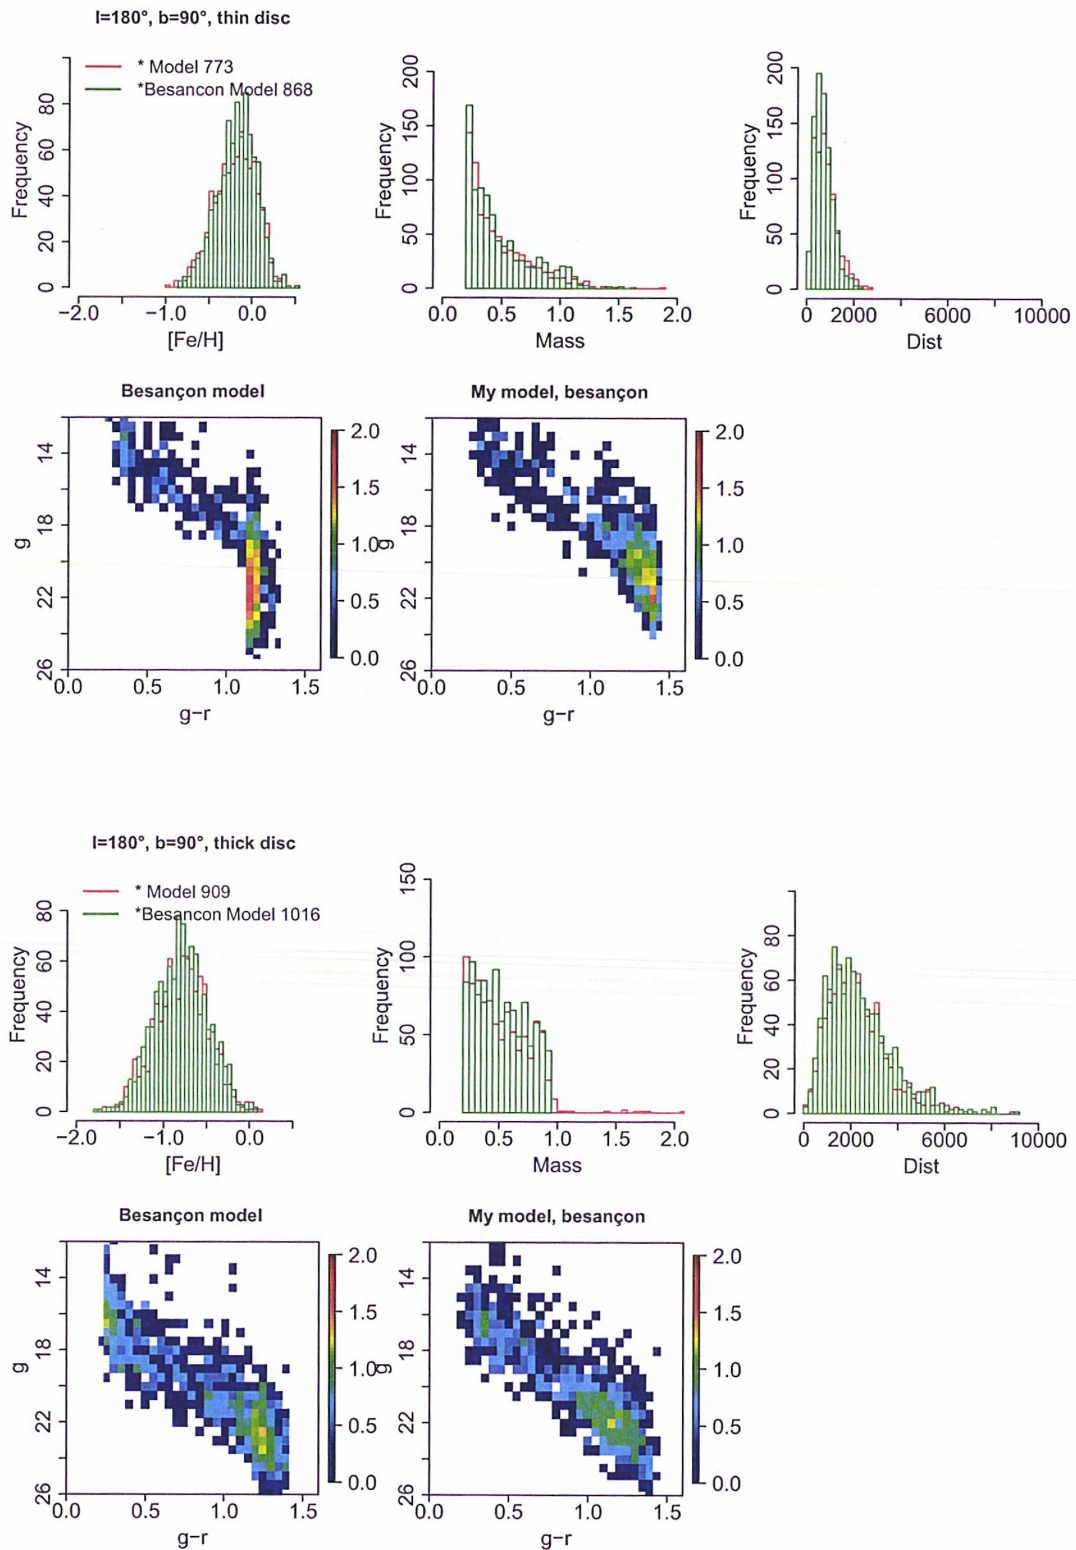 l=180°, b=90°, thin disc
* Model 773
*Besancon Model 868
Frequency
0 20 40 60 80
−2.0 −1.0 0.0
[Fe/H]
Frequency
0 50 100 150 200
0.0 0.5 1.0 1.5 2.0
Mass
Frequency
0 50 100 150 200
0 2000 6000 10000
Dist
Besançon model
g
14 18 22 26
0.0 0.5 1.0 1.5
g−r
2.0
1.5
1.0
0.5
0.0
My model, besançon
g
14 18 22 26
0.0 0.5 1.0 1.5
g−r
2.0
1.5
1.0
0.5
0.0
l=180°, b=90°, thick disc
* Model 909
*Besancon Model 1016
Frequency
0 20 40 60 80
−2.0 −1.0 0.0
[Fe/H]
Frequency
0 50 100 150
0.0 0.5 1.0 1.5 2.0
Mass
Frequency
0 20 40 60 80
0 2000 6000 10000
Dist
Besançon model
g
14 18 22 26
0.0 0.5 1.0 1.5
g−r
2.0
1.5
1.0
0.5
0.0
My model, besançon
g
14 18 22 26
0.0 0.5 1.0 1.5
g−r
2.0
1.5
1.0
0.5
0.0